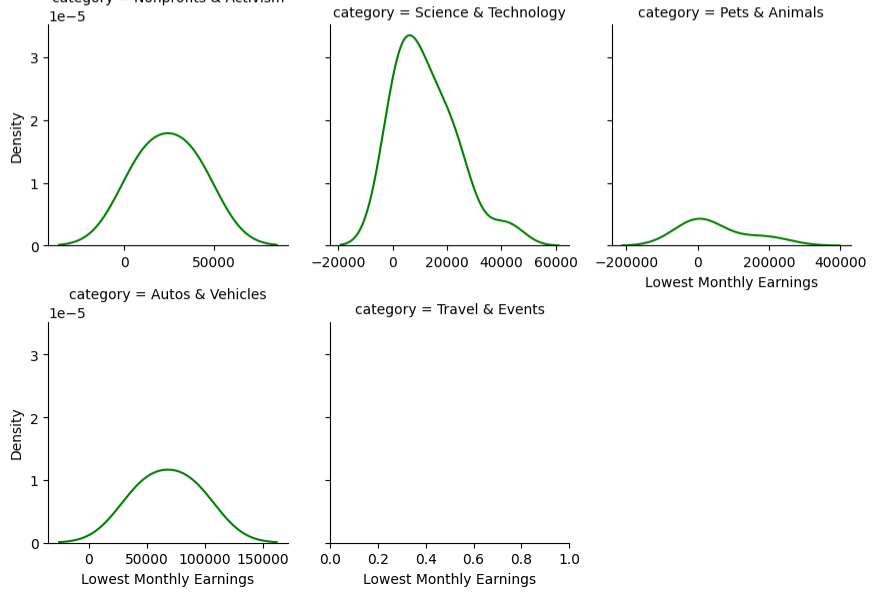 category = Nonprofits & Activism
category = Science & Technology
category = Pets & Animals
1e−5
3
2
1
0
Density
0 50000
−20000 0 20000 40000 60000
−200000 0 200000 400000
Lowest Monthly Earnings
category = Autos & Vehicles
category = Travel & Events
1e−5
3
2
1
0
Density
0 50000 100000 150000
0.0 0.2 0.4 0.6 0.8 1.0
Lowest Monthly Earnings
Lowest Monthly Earnings